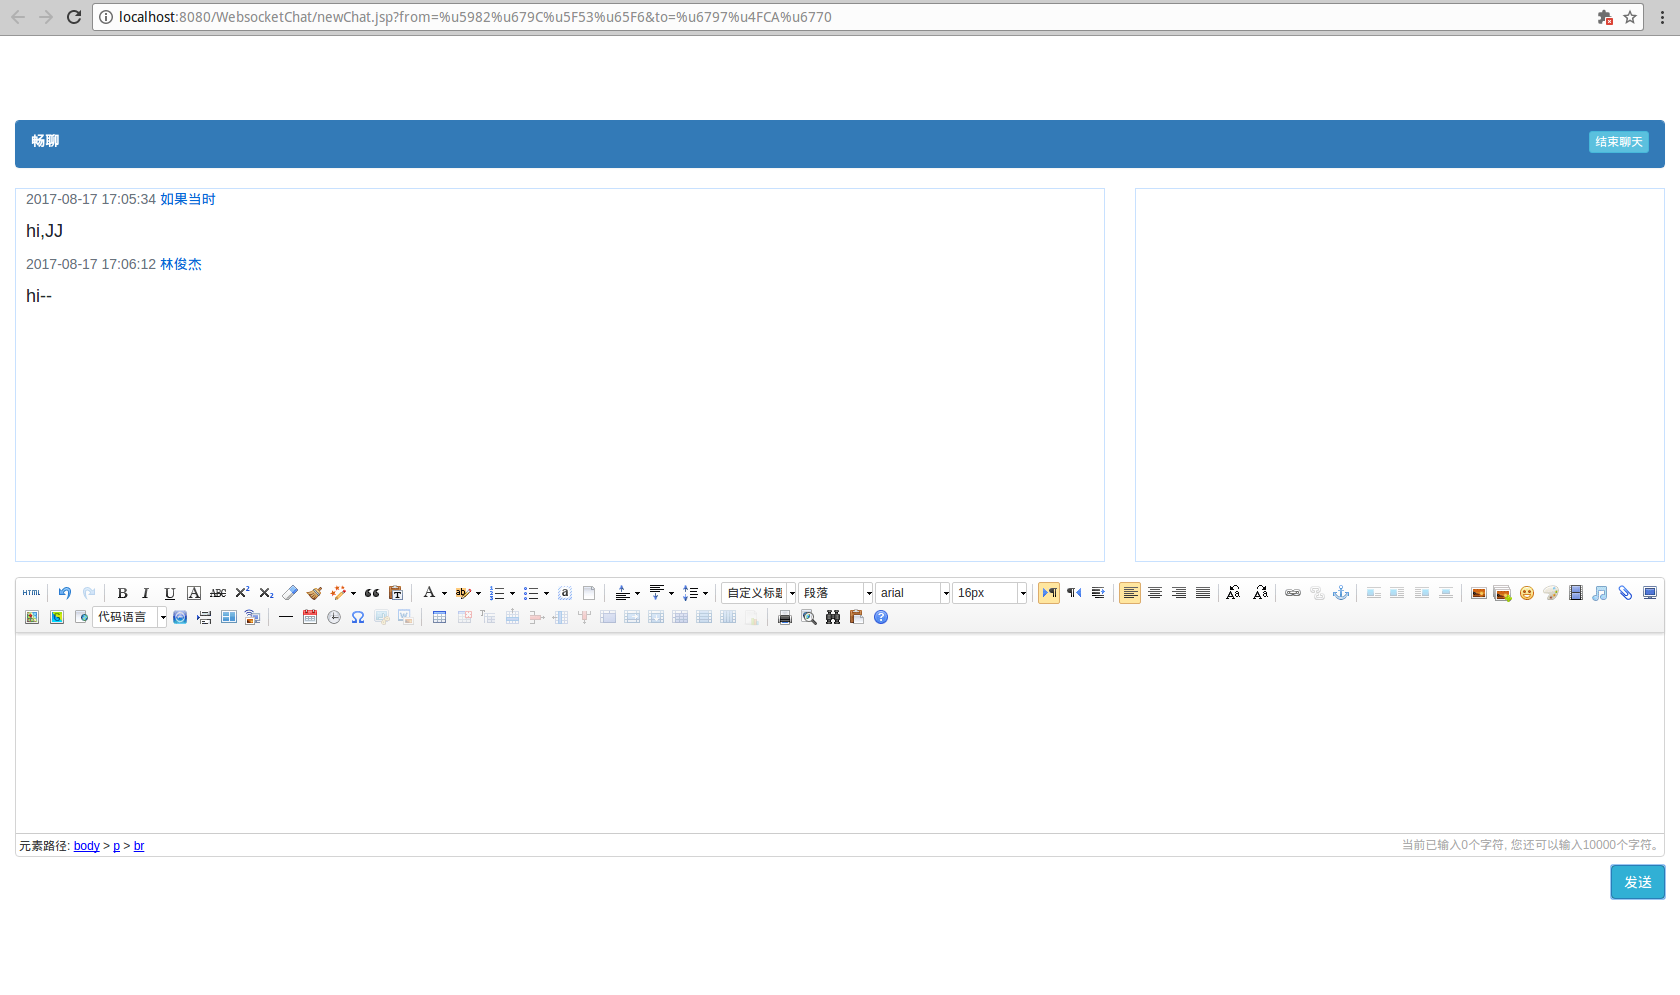 localhost:8080/WebsocketChat/newChat.jsp?from=%u5982%u679C%u5F53%u65F6&to=%u6797%u4FCA%u6770
畅聊
结束聊天
2017-08-17 17:05:34 如果当时
hi,JJ
2017-08-17 17:06:12 林俊杰
hi--
HTML B I U A ABC X² X₂ A 自定义标题 段落 arial 16px
代码语言
元素路径: body > p > br
当前已输入0个字符, 您还可以输入10000个字符。
发送